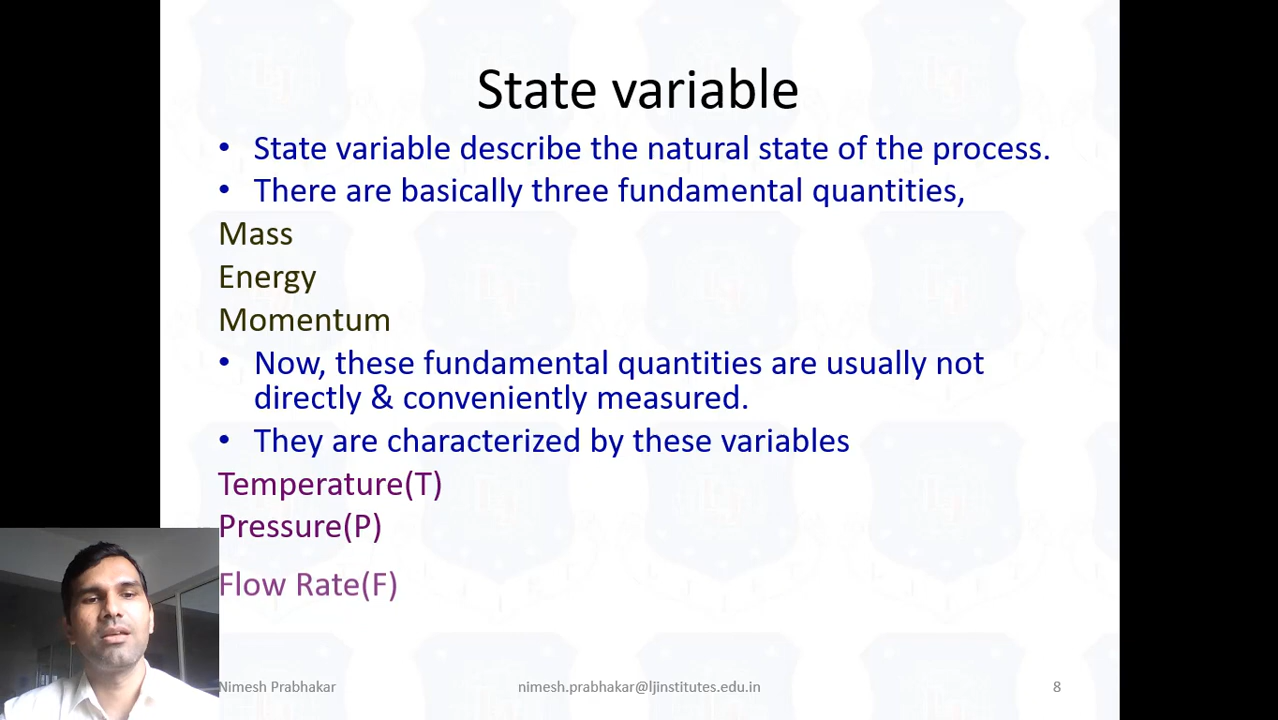 State variable
• State variable describe the natural state of the process.
• There are basically three fundamental quantities,
Mass
Energy
Momentum
• Now, these fundamental quantities are usually not
directly & conveniently measured.
• They are characterized by these variables
Temperature(T)
Pressure(P)
Flow Rate(F)
Nimesh Prabhakar
nimesh.prabhakar@ljinstitutes.edu.in
8